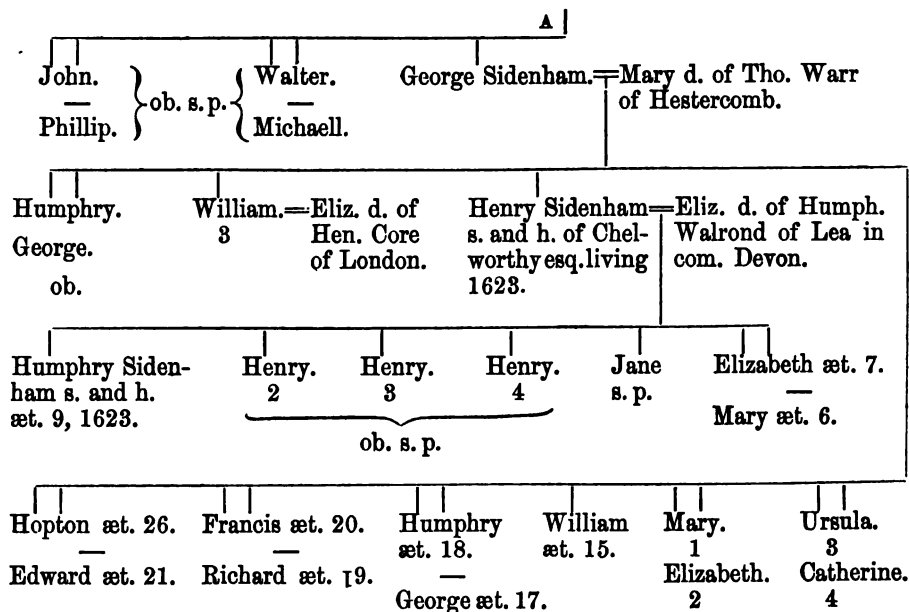 A
John.
—
Phillip.
ob. s. p.
Walter.
—
Michaell.
George Sidenham.=Mary d. of Tho. Warr
of Hestercomb.
Humphry.
George.
ob.
William.=Eliz. d. of
3
Hen. Core
of London.
Henry Sidenham=Eliz. d. of Humph.
s. and h. of Chel-
worthy esq. living
1623.
Walrond of Lea in
com. Devon.
Humphry Siden-
ham s. and h.
æt. 9, 1623.
Henry.
2
Henry.
3
Henry.
4
ob. s. p.
Jane
s. p.
Elizabeth æt. 7.
—
Mary æt. 6.
Hopton æt. 26.
—
Edward æt. 21.
Francis æt. 20.
—
Richard æt. 19.
Humphry
æt. 18.
—
George æt. 17.
William
æt. 15.
Mary.
1
Elizabeth.
2
Ursula.
3
Catherine.
4